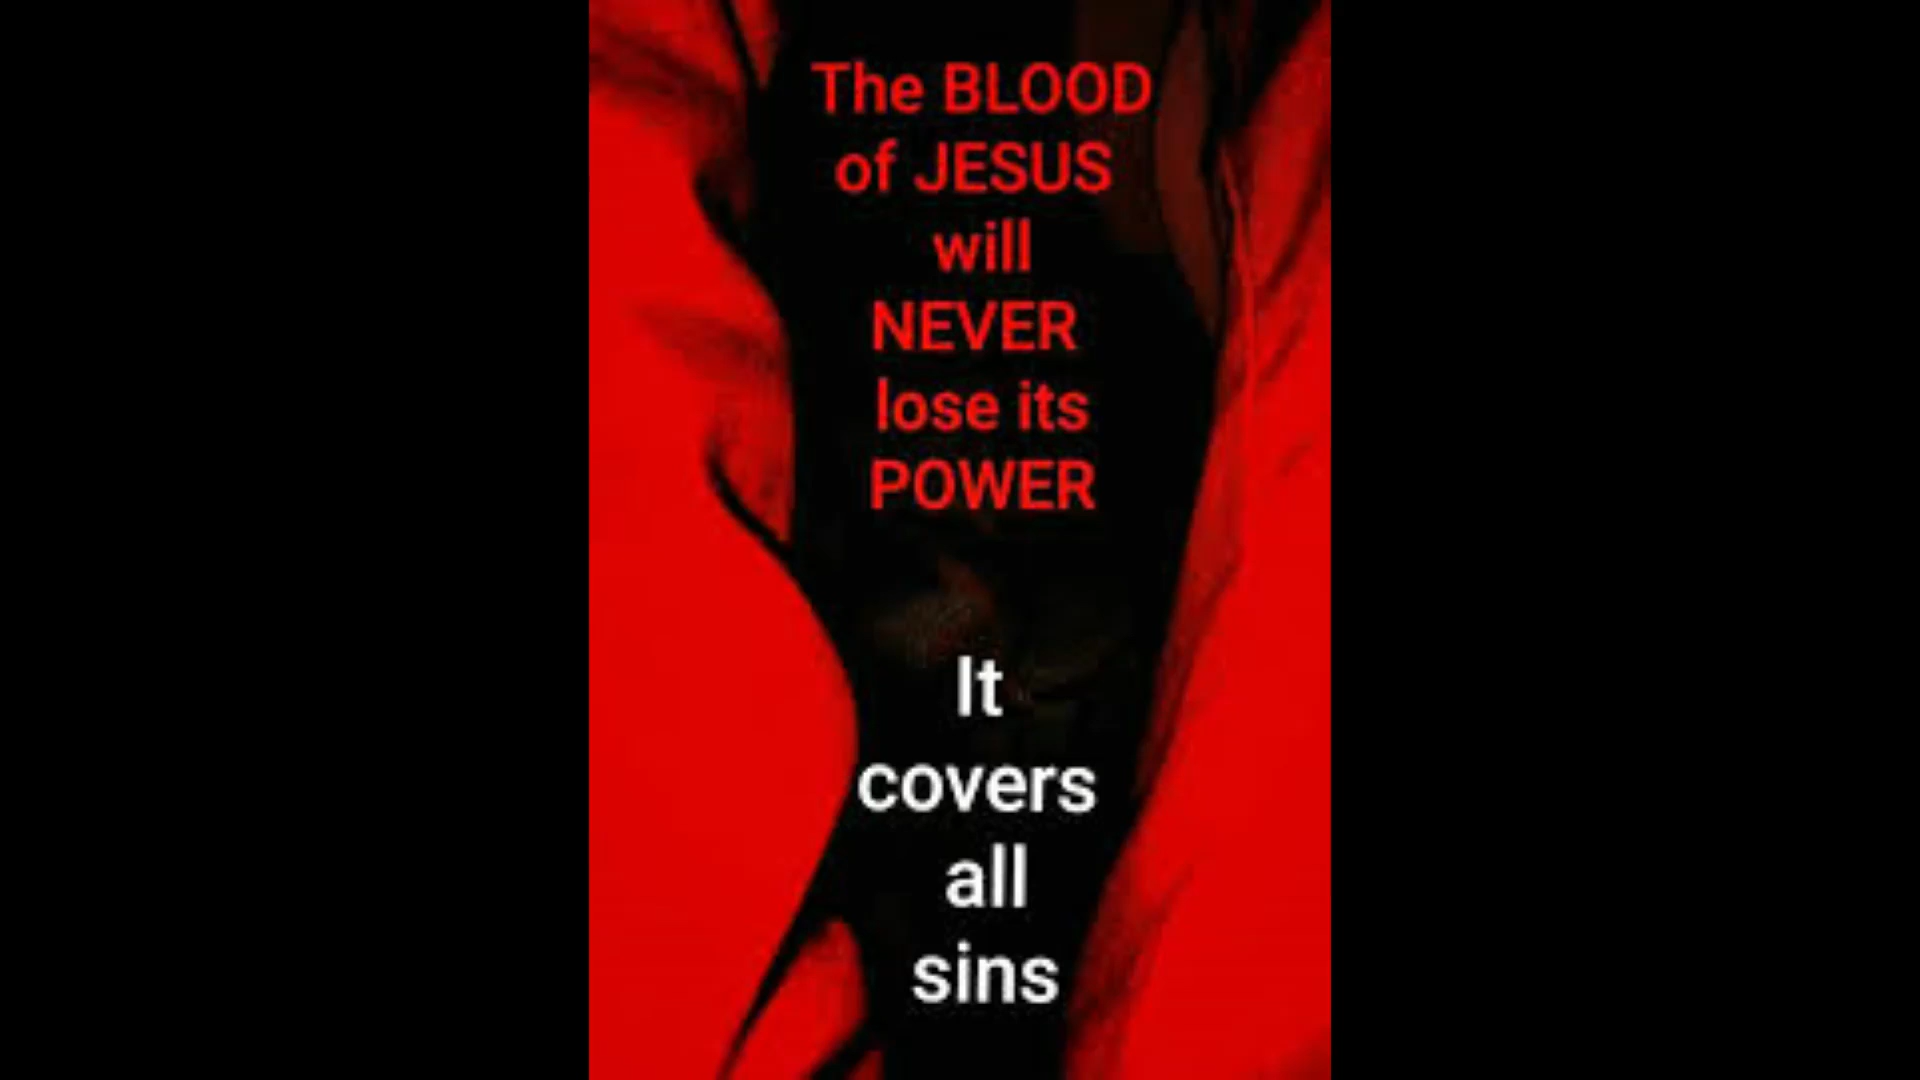 The BLOOD
of JESUS
will
NEVER
lose its
POWER
It
covers
all
sins